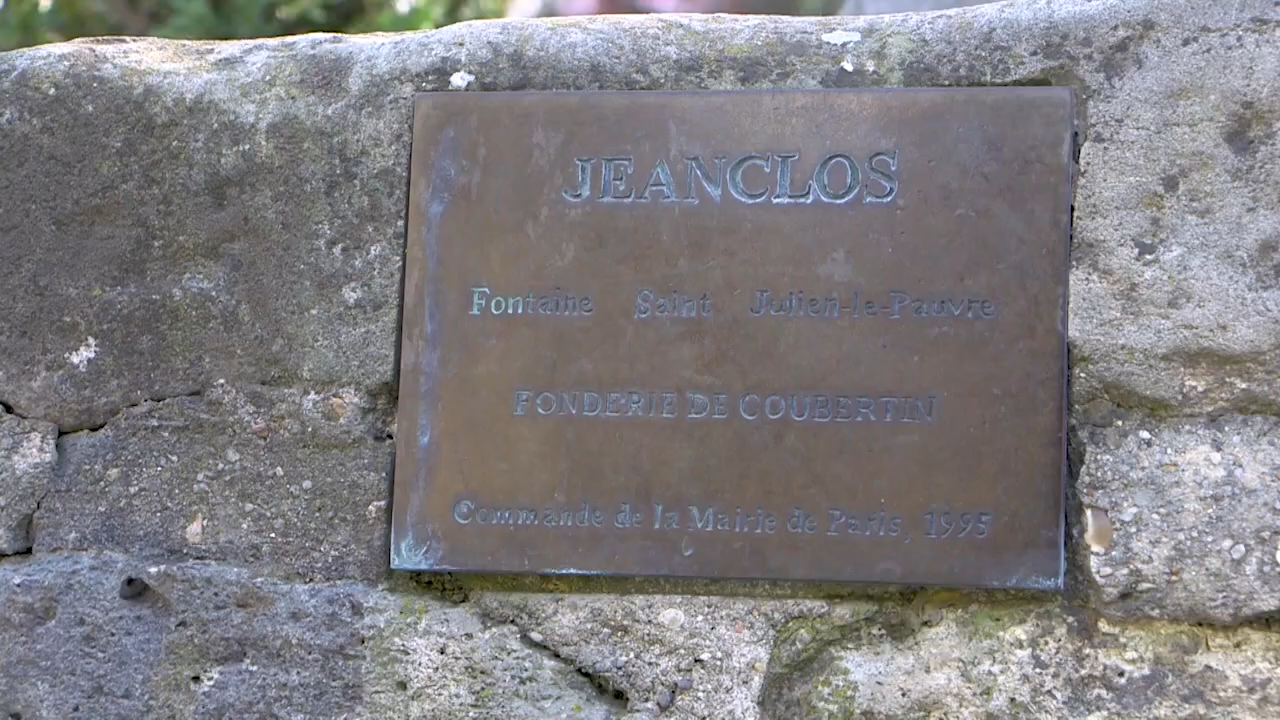 JEANCLOS
Fontaine Saint Julien-le-Pauvre
FONDERIE DE COUBERTIN
Commande de la Mairie de Paris, 1995